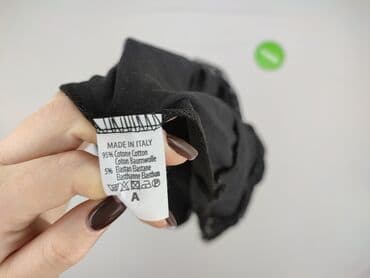 MADE IN ITALY
95% Cotone Cotton
Coton Baumwolle
5% Elastan Elastane
Elasthanne Elasthan
A